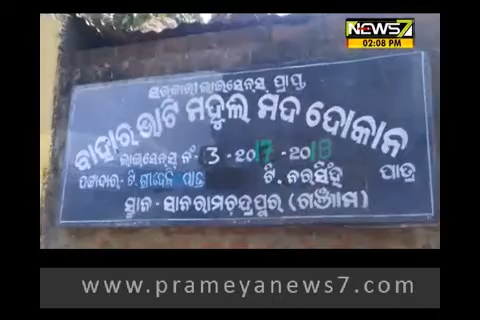 NEWS7
02:08 PM
ସରକାରୀ ଲାଇସେନ୍ସ ପ୍ରାପ୍ତ
ବାହାର ଭାଟି ମହୁଲ ମଦ ଦୋକାନ
ଲାଇସେନ୍ସ ନଂ - 3 - 2017 - 2018
ପଟ୍ଟାଦାର - ଟି. ଶ୍ରୀଦେବୀ ପାତ୍ର ଟି. ନରସିଂହ ପାତ୍ର
ସ୍ଥାନ - ସାନରାମଚନ୍ଦ୍ରପୁର (ଗଞ୍ଜାମ)
www.prameyanews7.com